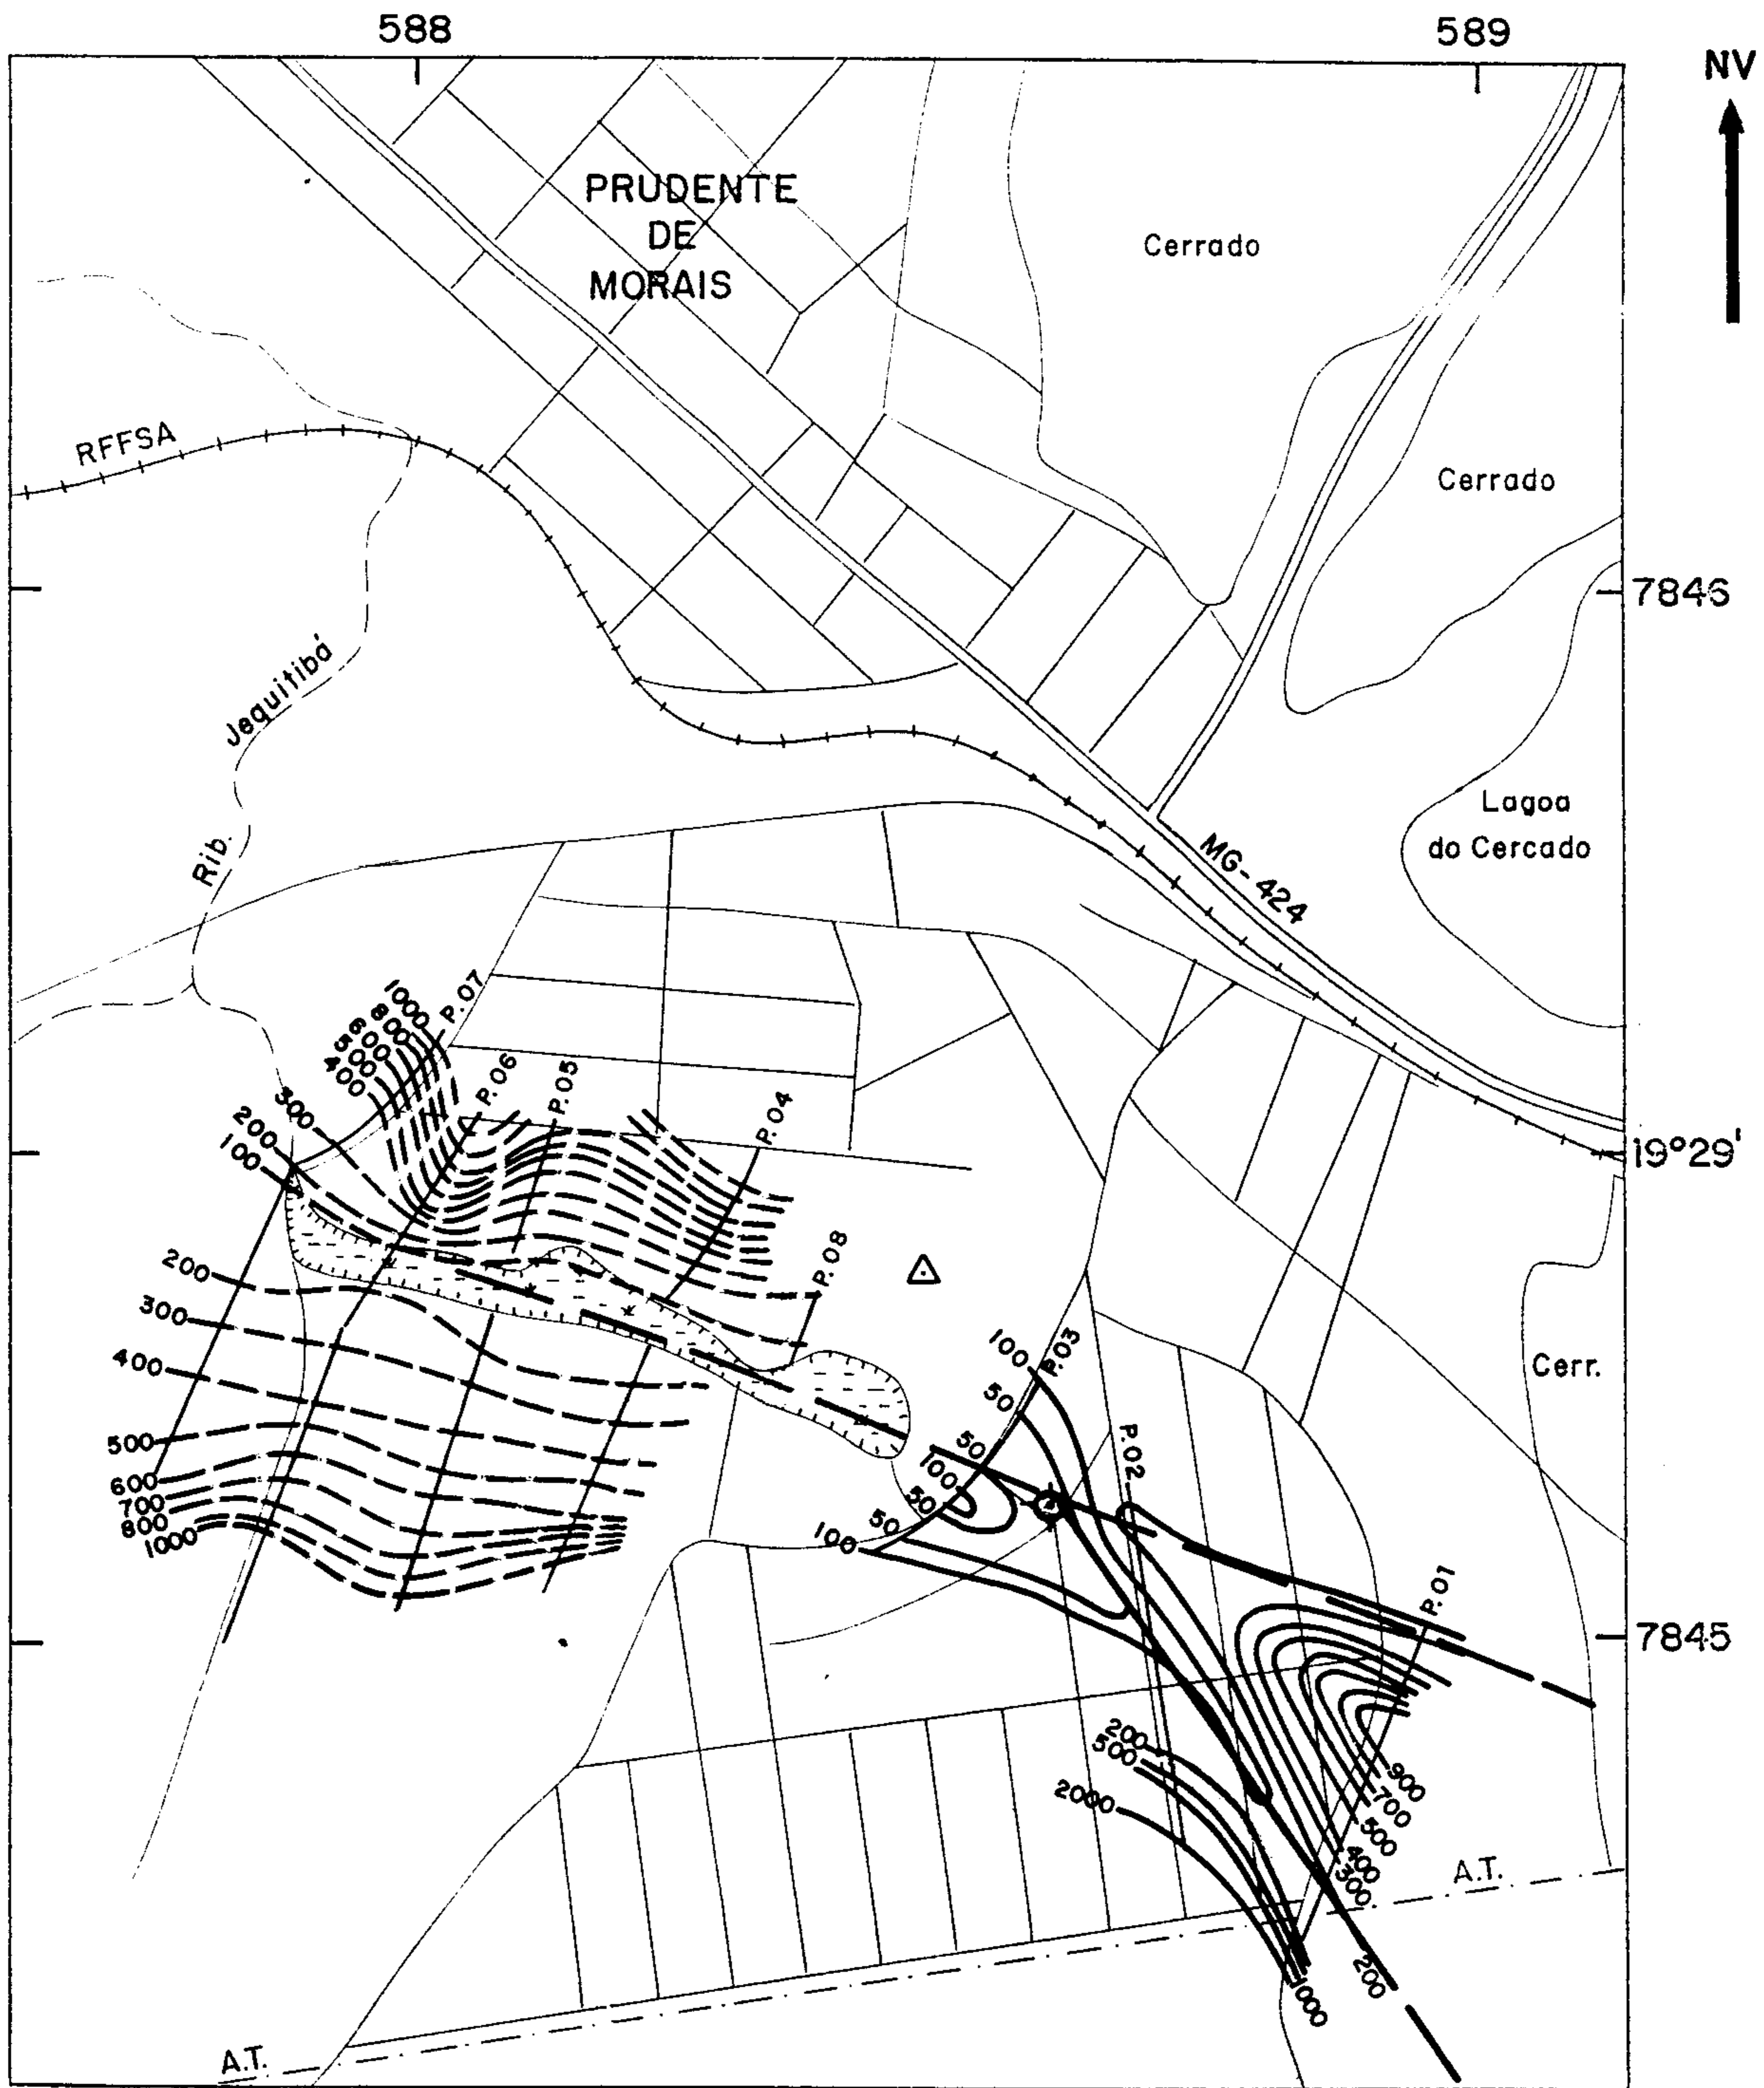 588
589
NV
PRUDENTE
DE
MORAIS
Cerrado
RFFSA
Cerrado
7846
Jequitibá
Rib.
Lagoa
do Cercado
MG-424
1000
P.07
800
600
500
400
P.06
P.05
P.04
300
200
100
19°29'
P.08
200
300
400
500
600
700
800
1000
100
P.03
50
50
100
50
50
100
P.02
Cerr.
P.01
7845
200
500
2000
900
700
500
400
300
A.T.
200
1000
A.T.